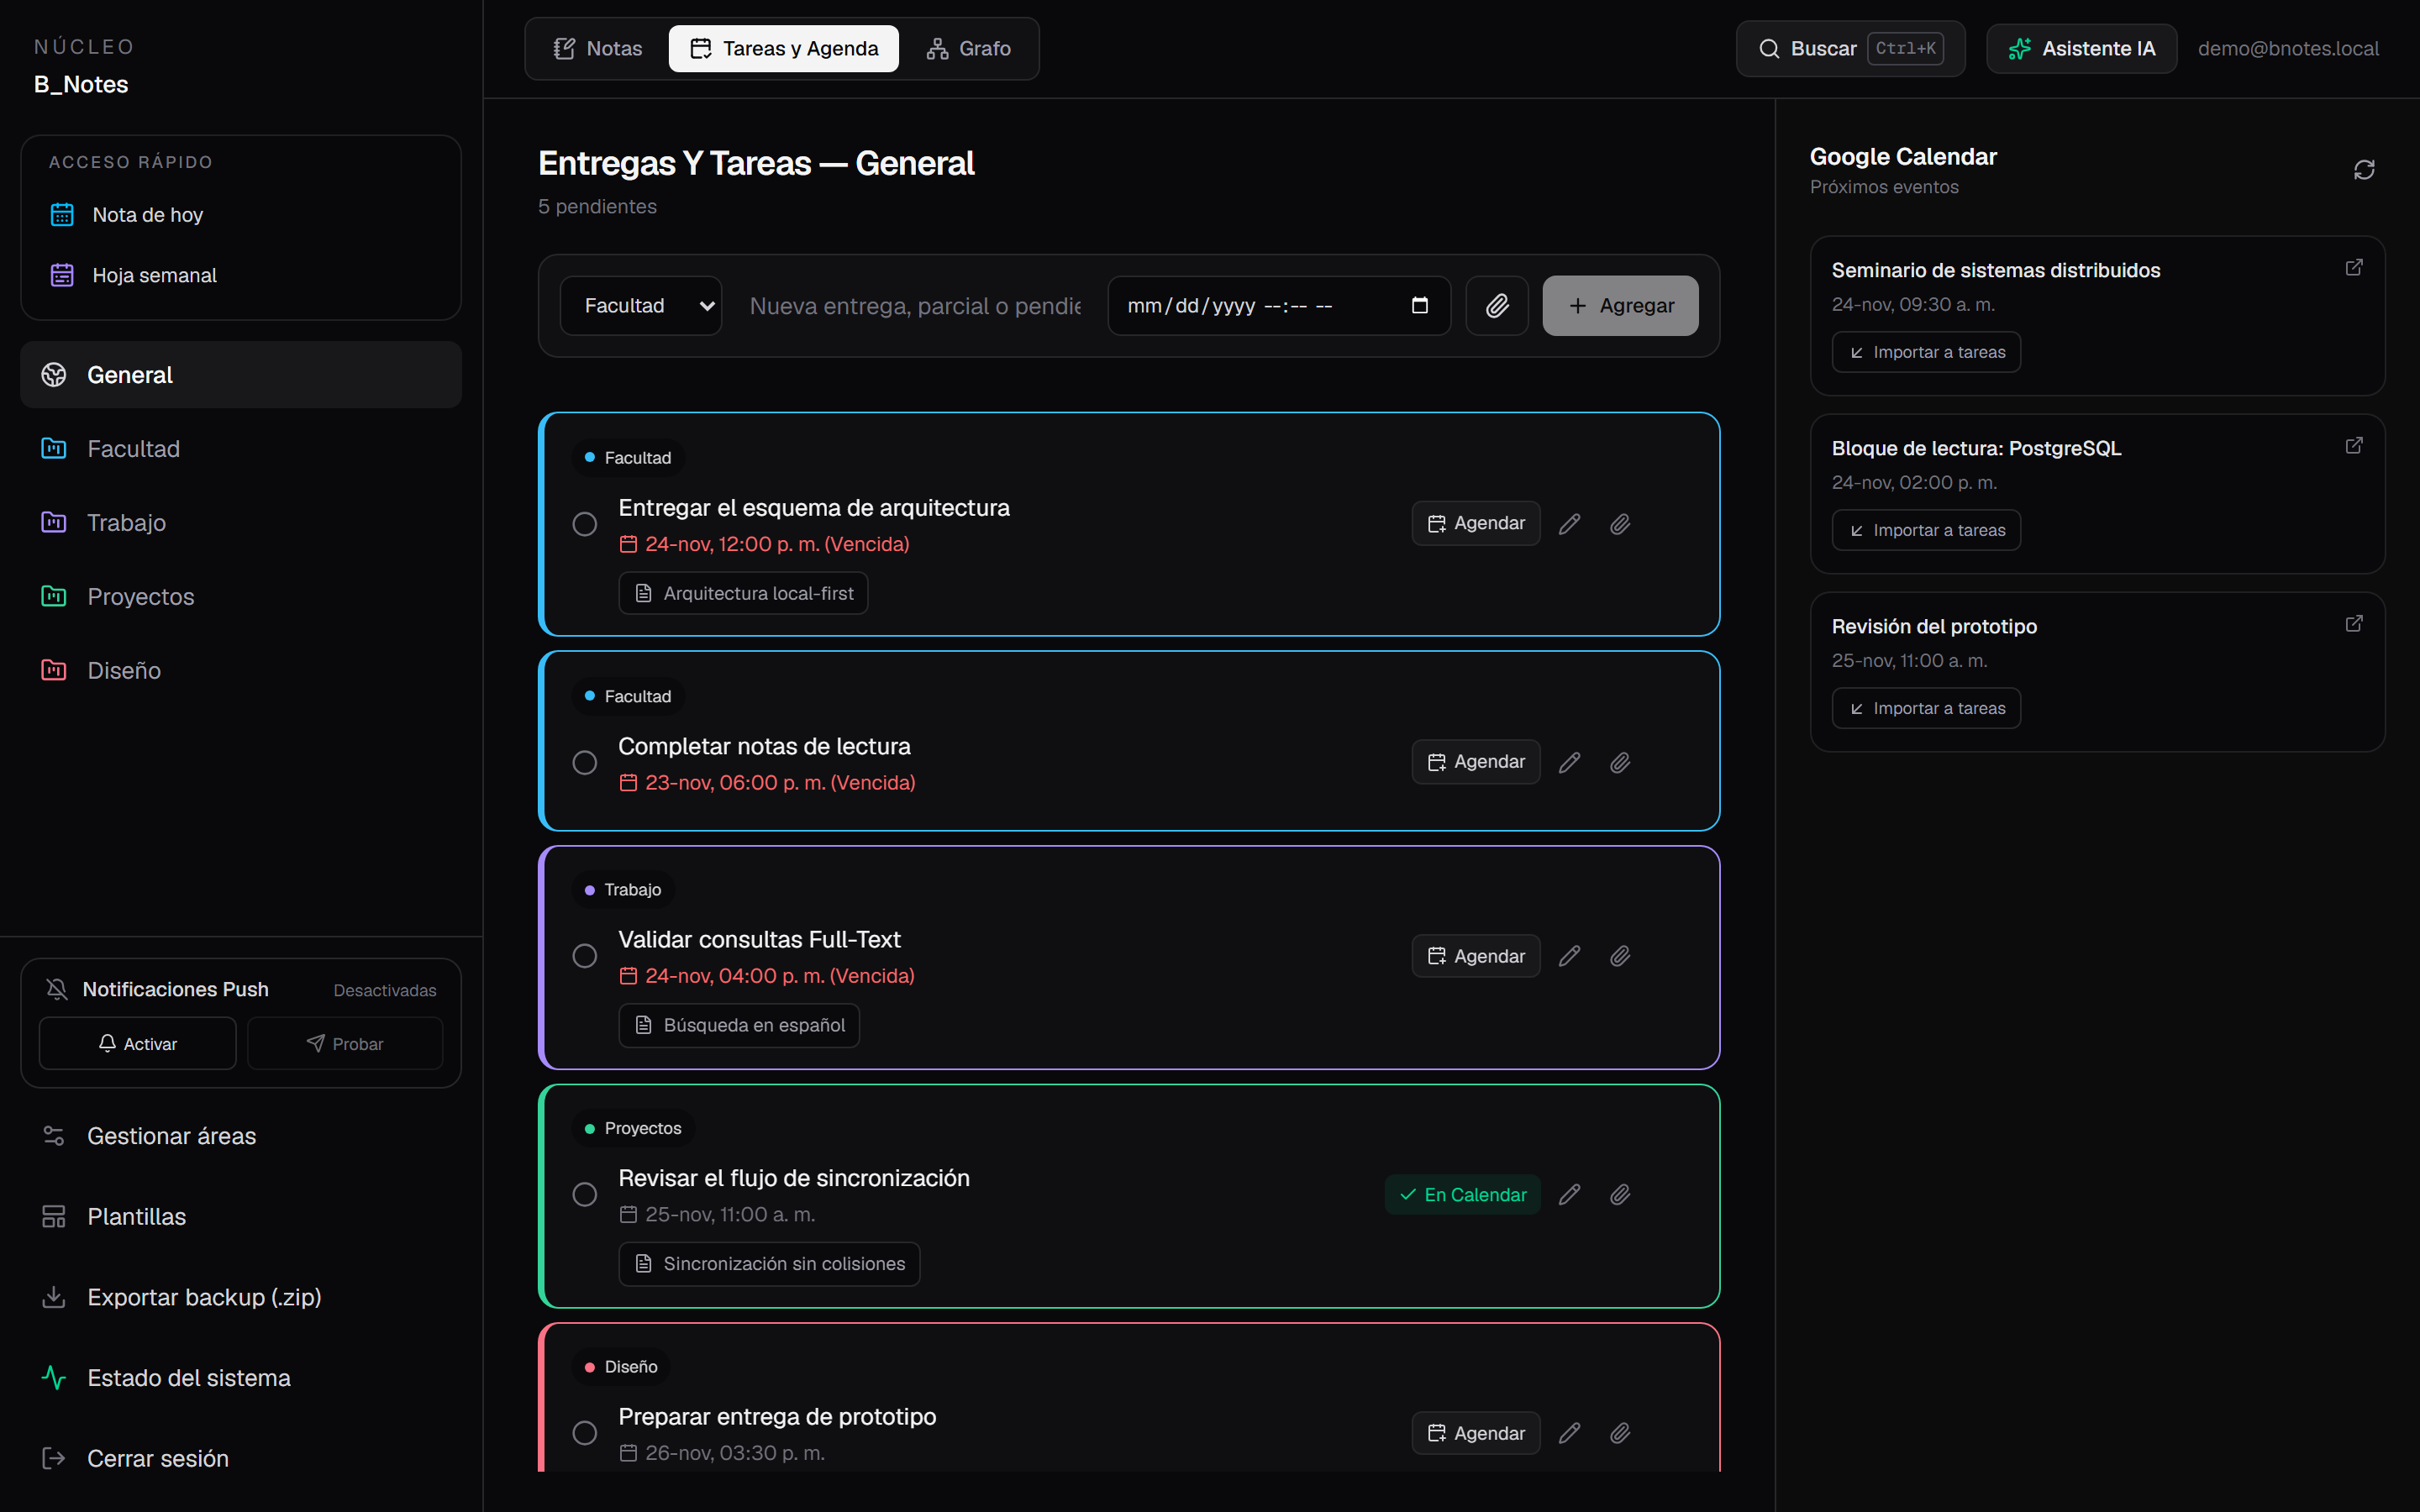 NÚCLEO
B_Notes
ACCESO RÁPIDO
Nota de hoy
Hoja semanal
General
Facultad
Trabajo
Proyectos
Diseño
Notificaciones Push Desactivadas
Activar Probar
Gestionar áreas
Plantillas
Exportar backup (.zip)
Estado del sistema
Cerrar sesión
Notas Tareas y Agenda Grafo
Buscar Ctrl+K Asistente IA demo@bnotes.local
Entregas Y Tareas — General
5 pendientes
Facultad Nueva entrega, parcial o pendie mm/dd/yyyy --:-- -- Agregar
Facultad
Entregar el esquema de arquitectura
24-nov, 12:00 p. m. (Vencida)
Agendar
Arquitectura local-first
Facultad
Completar notas de lectura
23-nov, 06:00 p. m. (Vencida)
Agendar
Trabajo
Validar consultas Full-Text
24-nov, 04:00 p. m. (Vencida)
Agendar
Búsqueda en español
Proyectos
Revisar el flujo de sincronización
25-nov, 11:00 a. m.
En Calendar
Sincronización sin colisiones
Diseño
Preparar entrega de prototipo
26-nov, 03:30 p. m.
Agendar
Google Calendar
Próximos eventos
Seminario de sistemas distribuidos
24-nov, 09:30 a. m.
Importar a tareas
Bloque de lectura: PostgreSQL
24-nov, 02:00 p. m.
Importar a tareas
Revisión del prototipo
25-nov, 11:00 a. m.
Importar a tareas